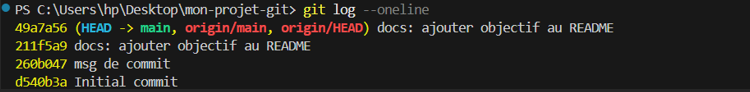 PS C:\Users\hp\Desktop\mon-projet-git> git log --oneline
49a7a56 (HEAD -> main, origin/main, origin/HEAD) docs: ajouter objectif au README
211f5a9 docs: ajouter objectif au README
260b047 msg de commit
d540b3a Initial commit